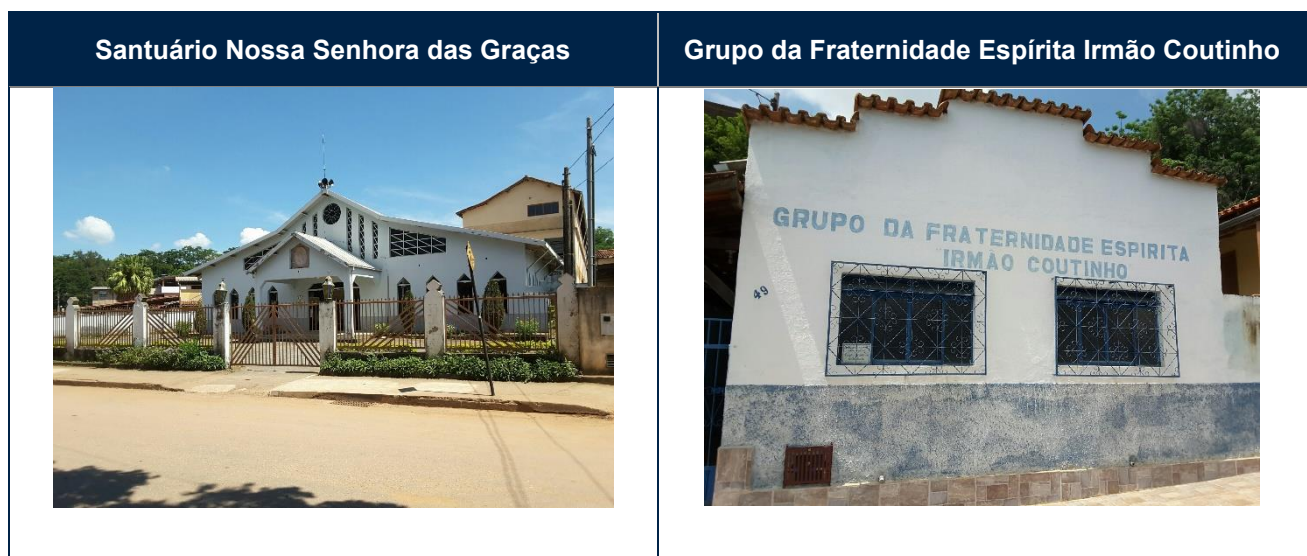 Santuário Nossa Senhora das Graças
Grupo da Fraternidade Espírita Irmão Coutinho
GRUPO DA FRATERNIDADE ESPIRITA
IRMÃO COUTINHO
49